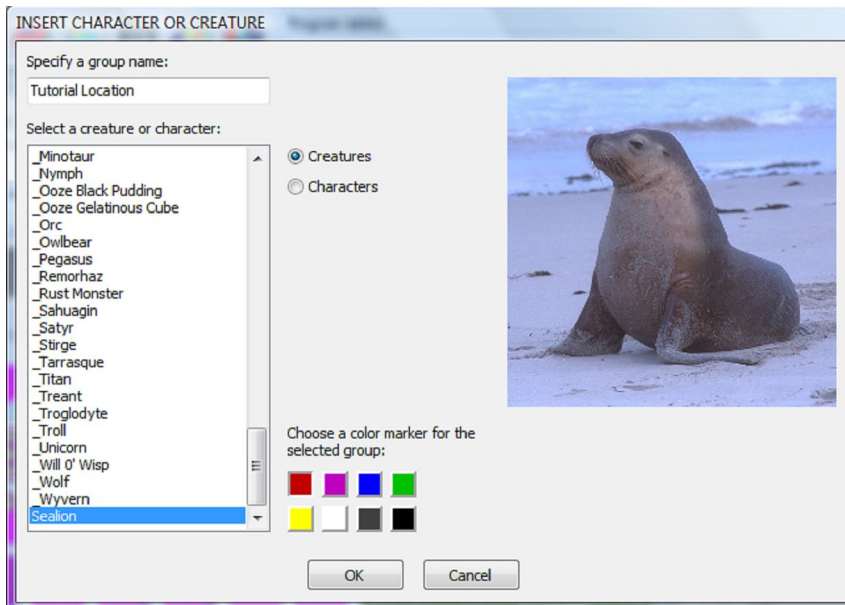 INSERT CHARACTER OR CREATURE
Specify a group name:
Tutorial Location
Select a creature or character:
_Minotaur
_Nymph
_Ooze Black Pudding
_Ooze Gelatinous Cube
_Orc
_Owlbear
_Pegasus
_Remorhaz
_Rust Monster
_Sahuagin
_Satyr
_Stirge
_Tarrasque
_Titan
_Treant
_Troglodyte
_Troll
_Unicorn
_Will O' Wisp
_Wolf
_Wyvern
Sealion
Creatures
Characters
Choose a color marker for the
selected group:
OK
Cancel